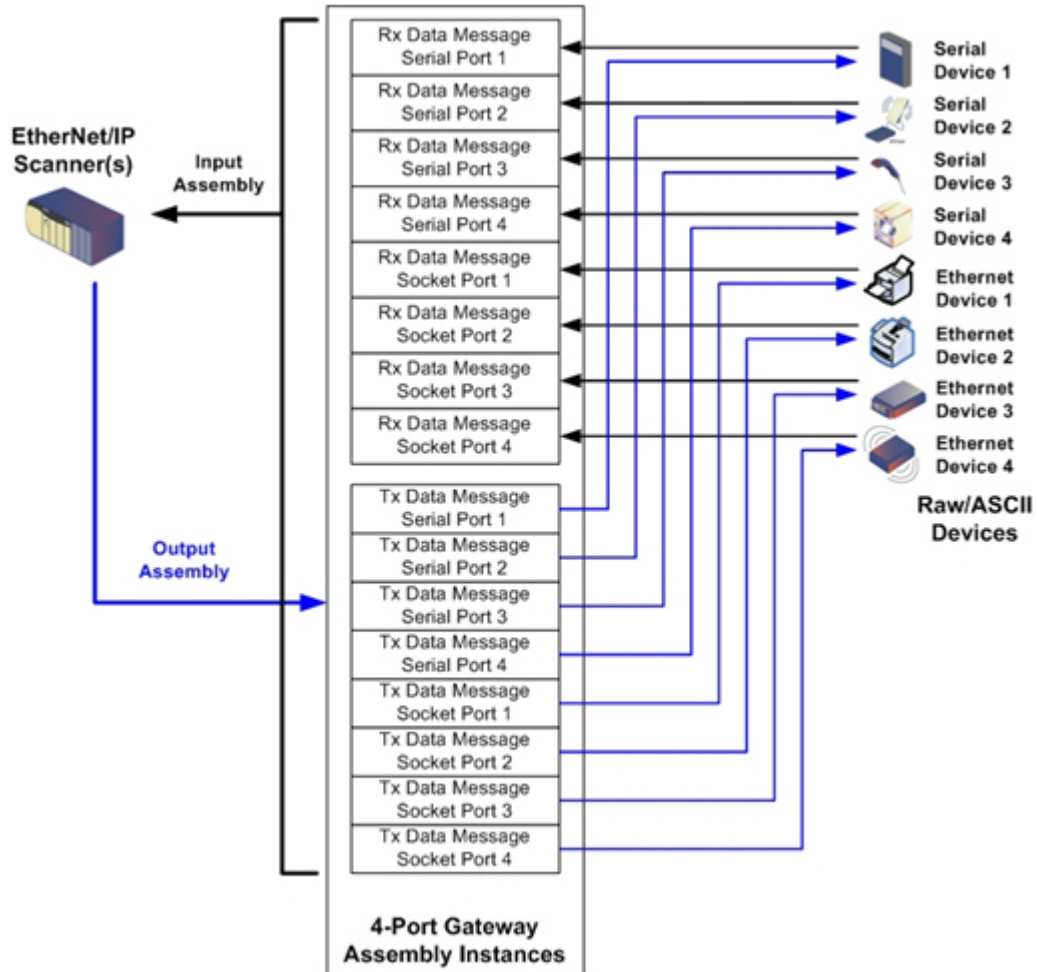 EtherNet/IP
Scanner(s)
Input
Assembly
Output
Assembly
Rx Data Message
Serial Port 1
Rx Data Message
Serial Port 2
Rx Data Message
Serial Port 3
Rx Data Message
Serial Port 4
Rx Data Message
Socket Port 1
Rx Data Message
Socket Port 2
Rx Data Message
Socket Port 3
Rx Data Message
Socket Port 4
Tx Data Message
Serial Port 1
Tx Data Message
Serial Port 2
Tx Data Message
Serial Port 3
Tx Data Message
Serial Port 4
Tx Data Message
Socket Port 1
Tx Data Message
Socket Port 2
Tx Data Message
Socket Port 3
Tx Data Message
Socket Port 4
4-Port Gateway
Assembly Instances
Serial
Device 1
Serial
Device 2
Serial
Device 3
Serial
Device 4
Ethernet
Device 1
Ethernet
Device 2
Ethernet
Device 3
Ethernet
Device 4
Raw/ASCII
Devices